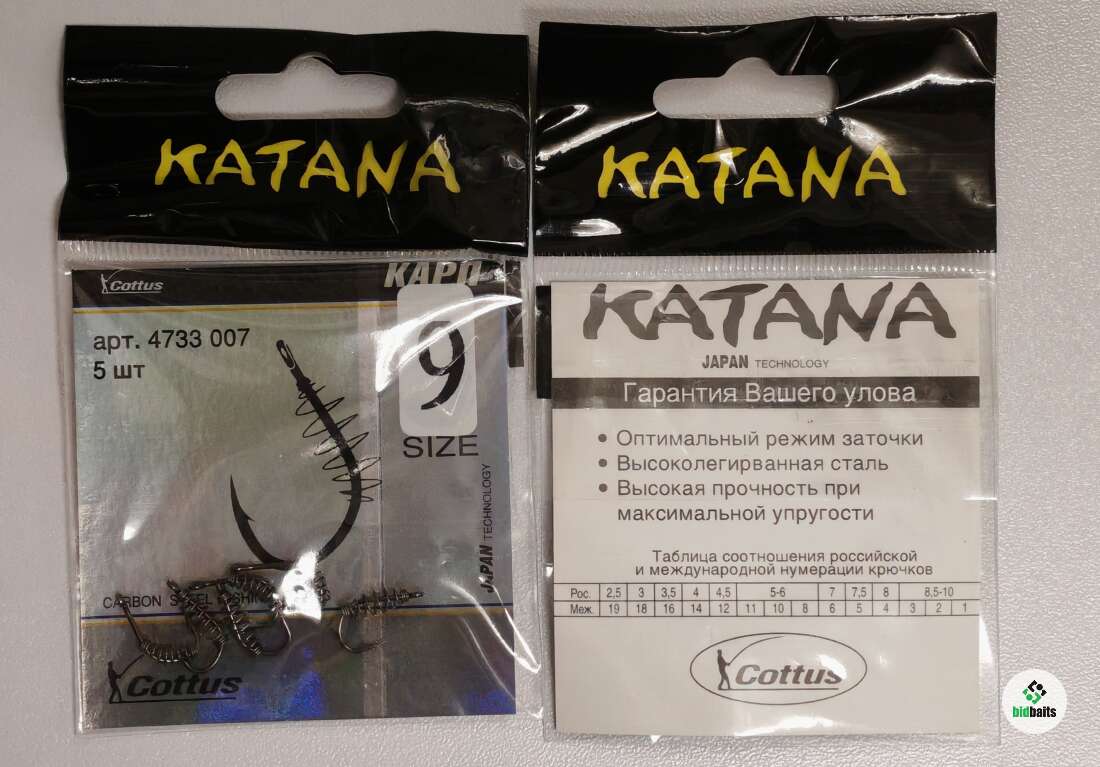 KATANA
Cottus
КАРП
арт. 4733 007
5 шт
9
SIZE
JAPAN TECHNOLOGY
CARBON STEEL FISHING
Cottus
KATANA
KATANA
JAPAN TECHNOLOGY
Гарантия Вашего улова
• Оптимальный режим заточки
• Высоколегирванная сталь
• Высокая прочность при
максимальной упругости
Таблица соотношения российской
и международной нумерации крючков
Рос. 2,5 3 3,5 4 4,5 5-6 7 7,5 8 8,5-10
Меж. 19 18 16 14 12 11 10 8 6 5 4 3 2 1
Cottus
bidbaits